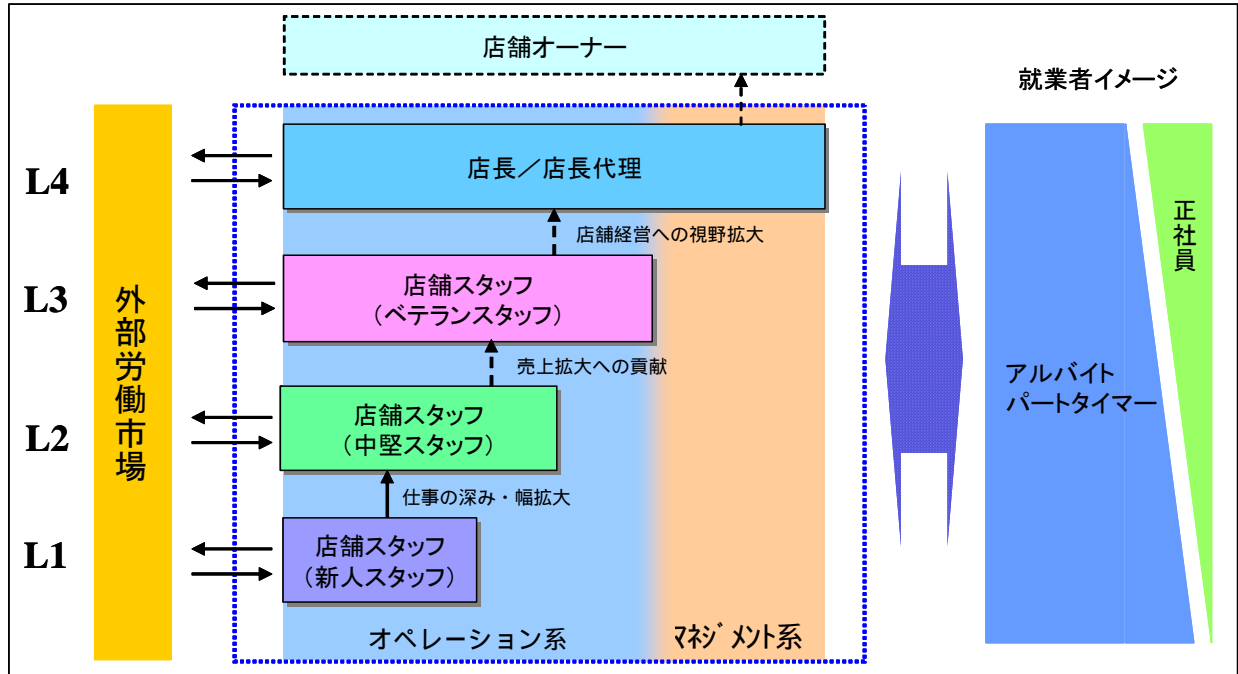 店舗オーナー
就業者イメージ
L4
店長／店長代理
店舗経営への視野拡大
正社員
L3
店舗スタッフ
（ベテランスタッフ）
外部労働市場
売上拡大への貢献
アルバイト
パートタイマー
L2
店舗スタッフ
（中堅スタッフ）
仕事の深み・幅拡大
L1
店舗スタッフ
（新人スタッフ）
オペレーション系
ﾏﾈｼﾞﾒﾝﾄ系